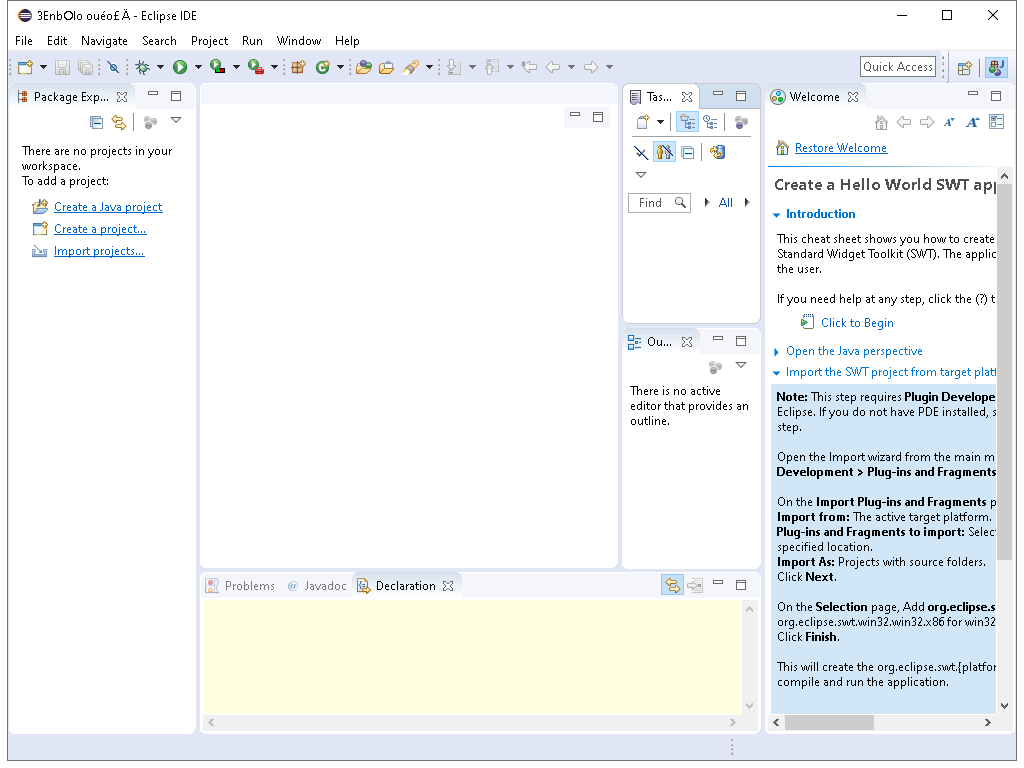 3EnbOlo ouéo£Ä - Eclipse IDE
File Edit Navigate Search Project Run Window Help
Quick Access
Package Exp...
There are no projects in your
workspace.
To add a project:
Create a Java project
Create a project...
Import projects...
Tas...
Find
All
Ou...
There is no active
editor that provides an
outline.
Problems
@ Javadoc
Declaration
Welcome
Restore Welcome
Create a Hello World SWT app
Introduction
This cheat sheet shows you how to create
Standard Widget Toolkit (SWT). The applic
the user.
If you need help at any step, click the (?) t
Click to Begin
Open the Java perspective
Import the SWT project from target platf
Note: This step requires Plugin Develope
Eclipse. If you do not have PDE installed, s
step.
Open the Import wizard from the main m
Development > Plug-ins and Fragments
On the Import Plug-ins and Fragments p
Import from: The active target platform.
Plug-ins and Fragments to import: Selec
specified location.
Import As: Projects with source folders.
Click Next.
On the Selection page, Add org.eclipse.s
org.eclipse.swt.win32.win32.x86 for win32
Click Finish.
This will create the org.eclipse.swt.{platfor
compile and run the application.